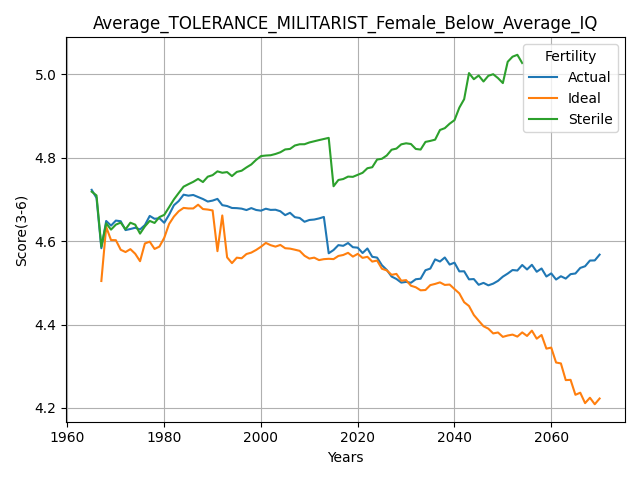 Average_TOLERANCE_MILITARIST_Female_Below_Average_IQ
Fertility
Actual
Ideal
Sterile
Score(3-6)
5.0
4.8
4.6
4.4
4.2
1960 1980 2000 2020 2040 2060
Years